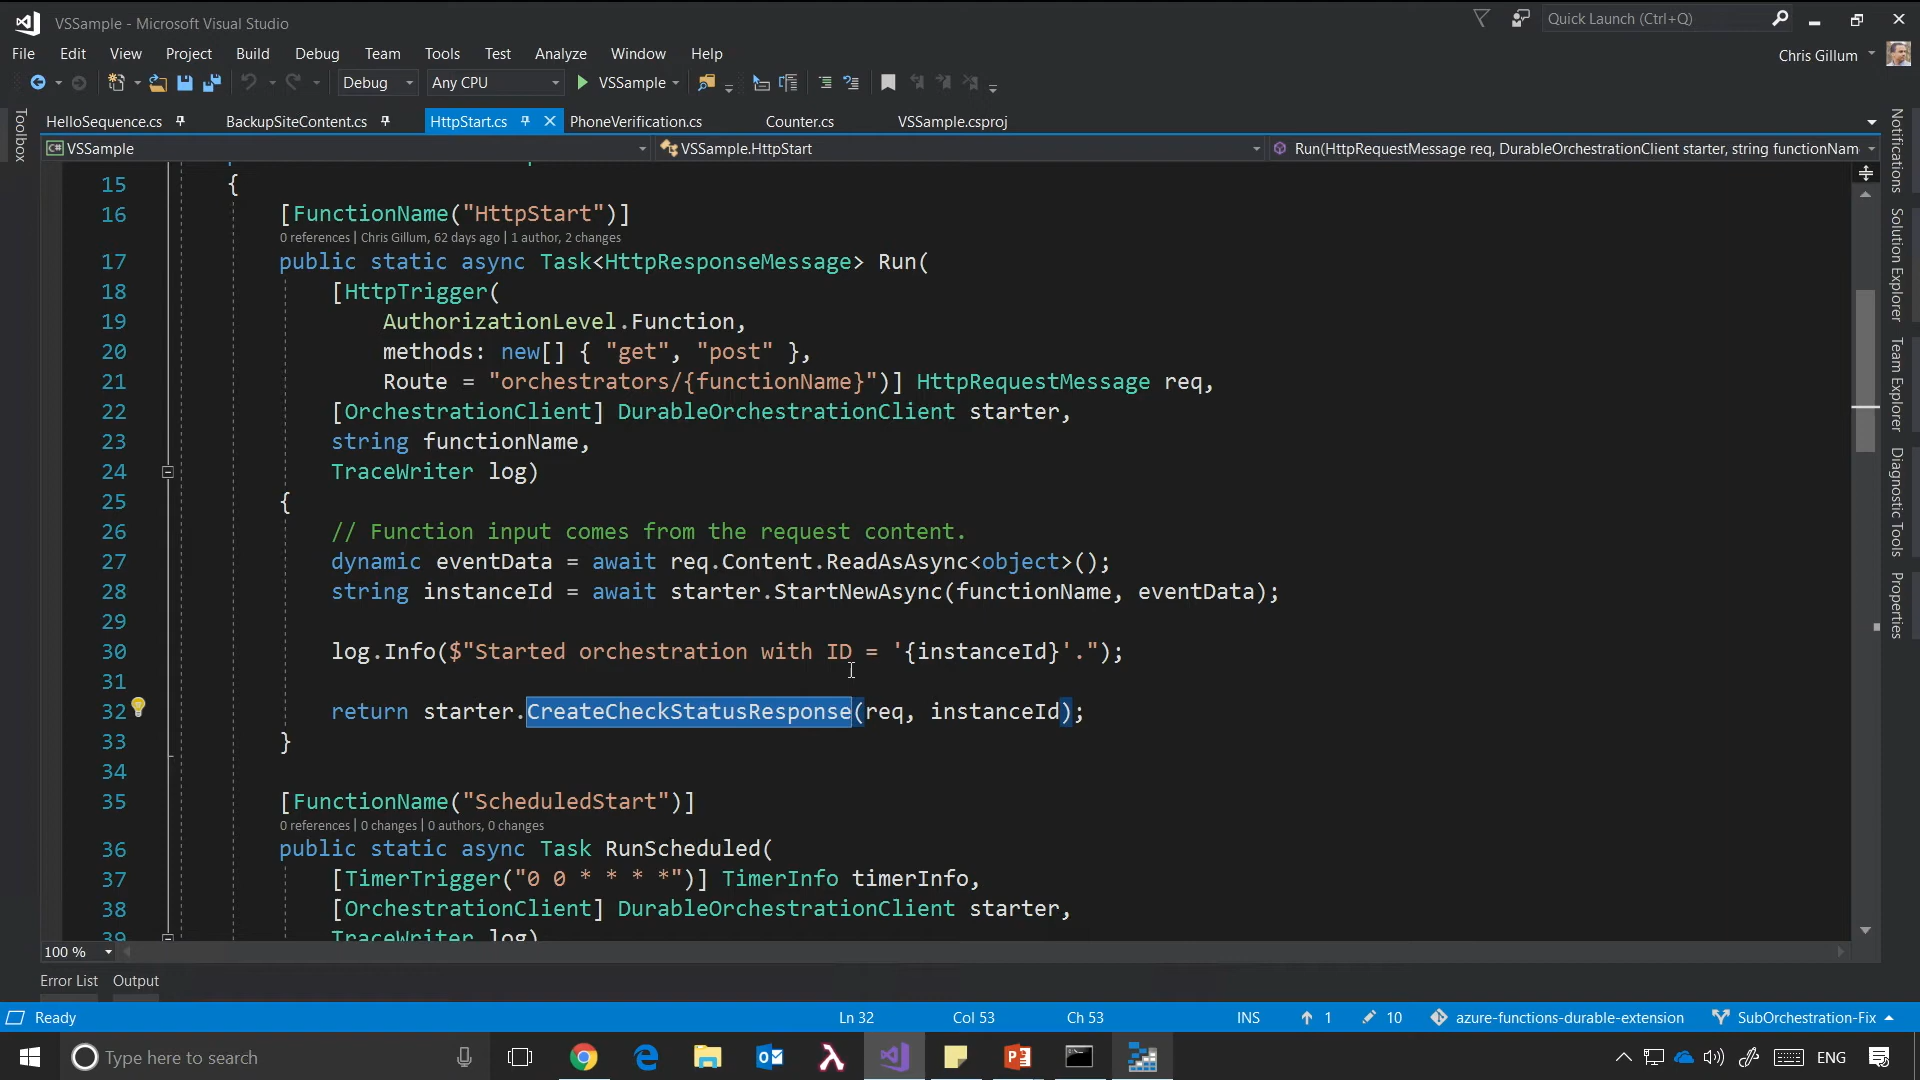 VSSample - Microsoft Visual Studio
Quick Launch (Ctrl+Q)
File Edit View Project Build Debug Team Tools Test Analyze Window Help
Chris Gillum
Debug Any CPU VSSample
HelloSequence.cs BackupSiteContent.cs HttpStart.cs PhoneVerification.cs Counter.cs VSSample.csproj
C# VSSample VSSample.HttpStart Run(HttpRequestMessage req, DurableOrchestrationClient starter, string functionNam
Toolbox
Notifications
Solution Explorer
Team Explorer
Diagnostic Tools
Properties
15 {
16 [FunctionName("HttpStart")]
0 references | Chris Gillum, 62 days ago | 1 author, 2 changes
17 public static async Task<HttpResponseMessage> Run(
18 [HttpTrigger(
19 AuthorizationLevel.Function,
20 methods: new[] { "get", "post" },
21 Route = "orchestrators/{functionName}")] HttpRequestMessage req,
22 [OrchestrationClient] DurableOrchestrationClient starter,
23 string functionName,
24 TraceWriter log)
25 {
26 // Function input comes from the request content.
27 dynamic eventData = await req.Content.ReadAsAsync<object>();
28 string instanceId = await starter.StartNewAsync(functionName, eventData);
29
30 log.Info($"Started orchestration with ID = '{instanceId}'.");
31
32 return starter.CreateCheckStatusResponse(req, instanceId);
33 }
34
35 [FunctionName("ScheduledStart")]
0 references | 0 changes | 0 authors, 0 changes
36 public static async Task RunScheduled(
37 [TimerTrigger("0 0 * * * *")] TimerInfo timerInfo,
38 [OrchestrationClient] DurableOrchestrationClient starter,
39 TraceWriter log)
100 %
Error List Output
Ready Ln 32 Col 53 Ch 53 INS 1 10 azure-functions-durable-extension SubOrchestration-Fix
Type here to search ENG